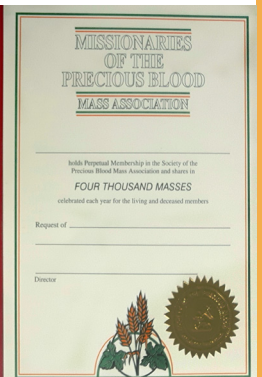 MISSIONARIES
OF THE
PRECIOUS BLOOD
MASS ASSOCIATION
holds Perpetual Membership in the Society of the
Precious Blood Mass Association and shares in
FOUR THOUSAND MASSES
celebrated each year for the living and deceased members
Request of
Director